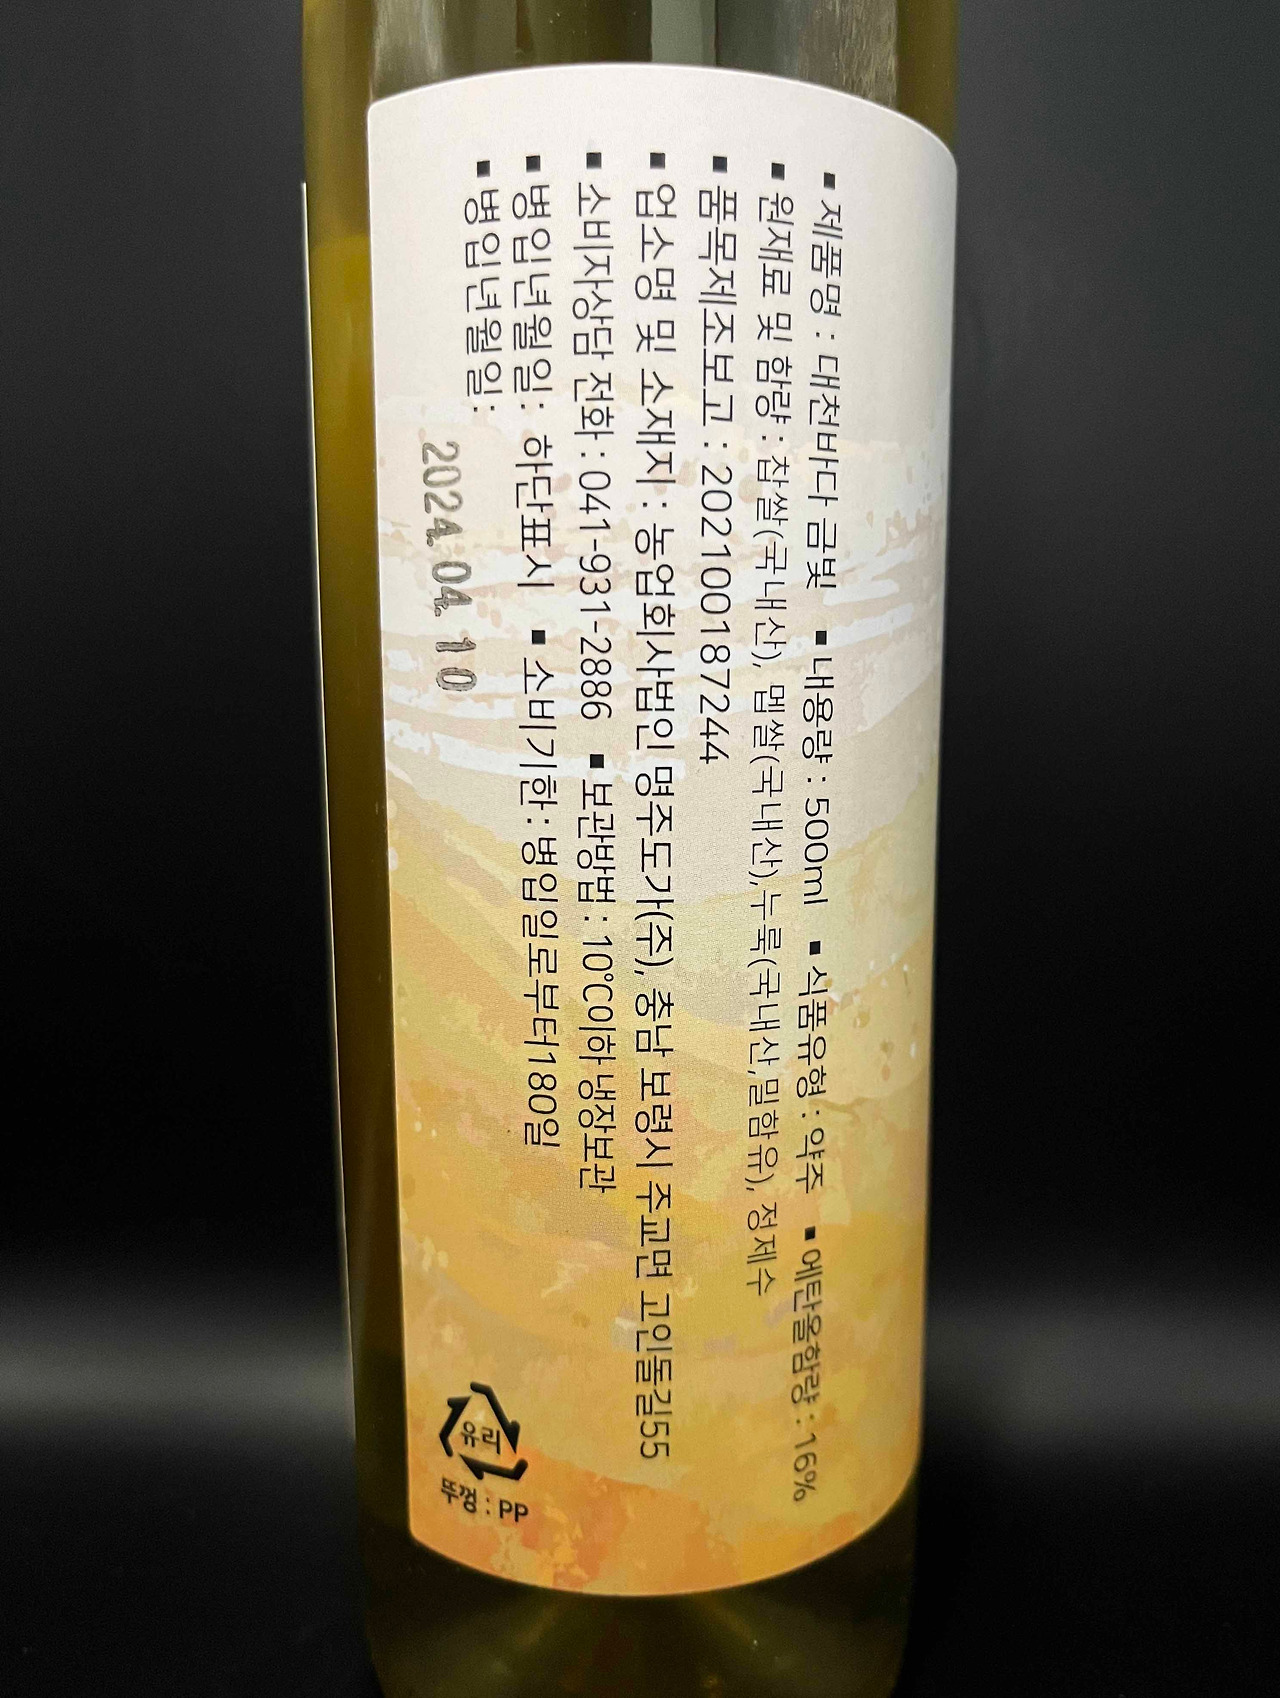 ▪ 제품명 : 대천바다 금빛 ▪ 내용량 : 500ml ▪ 식품유형 : 약주 ▪ 에탄올함량 : 16%
▪ 원재료 및 함량 : 찹쌀(국내산), 멥쌀(국내산),누룩(국내산,밀함유), 정제수
▪ 품목제조보고 : 20210018７244
▪ 업소명 및 소재지 : 농업회사법인 명주도가(주), 충남 보령시 주교면 고인돌길55
▪ 소비자상담 전화 : 041-931-2886 ▪ 보관방법 : 10℃이하 냉장보관
▪ 병입년월일: 하단표시 ▪ 소비기한 : 병입일로부터180일
▪ 병입년월일:
2024. 04. 10
유리
뚜껑 : PP